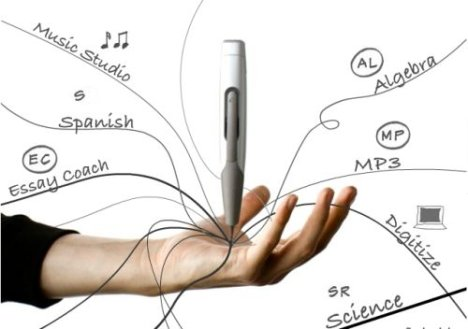 Music Studio
S
Spanish
EC
Essay Coach
AL
Algebra
MP
MP3
Digitize
SR
Science